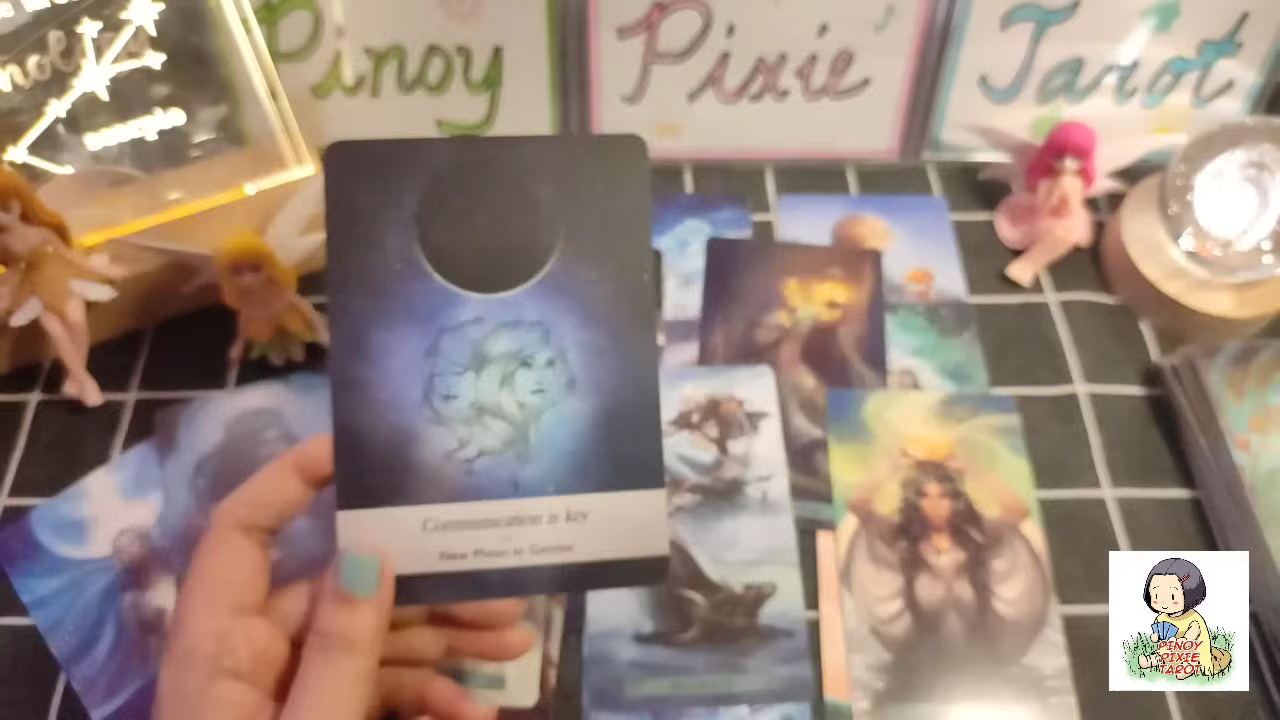 Pinoy
Pixie
Tarot
Communication is key
New Moon in Gemini
PINOY
PIXIE
TAROT